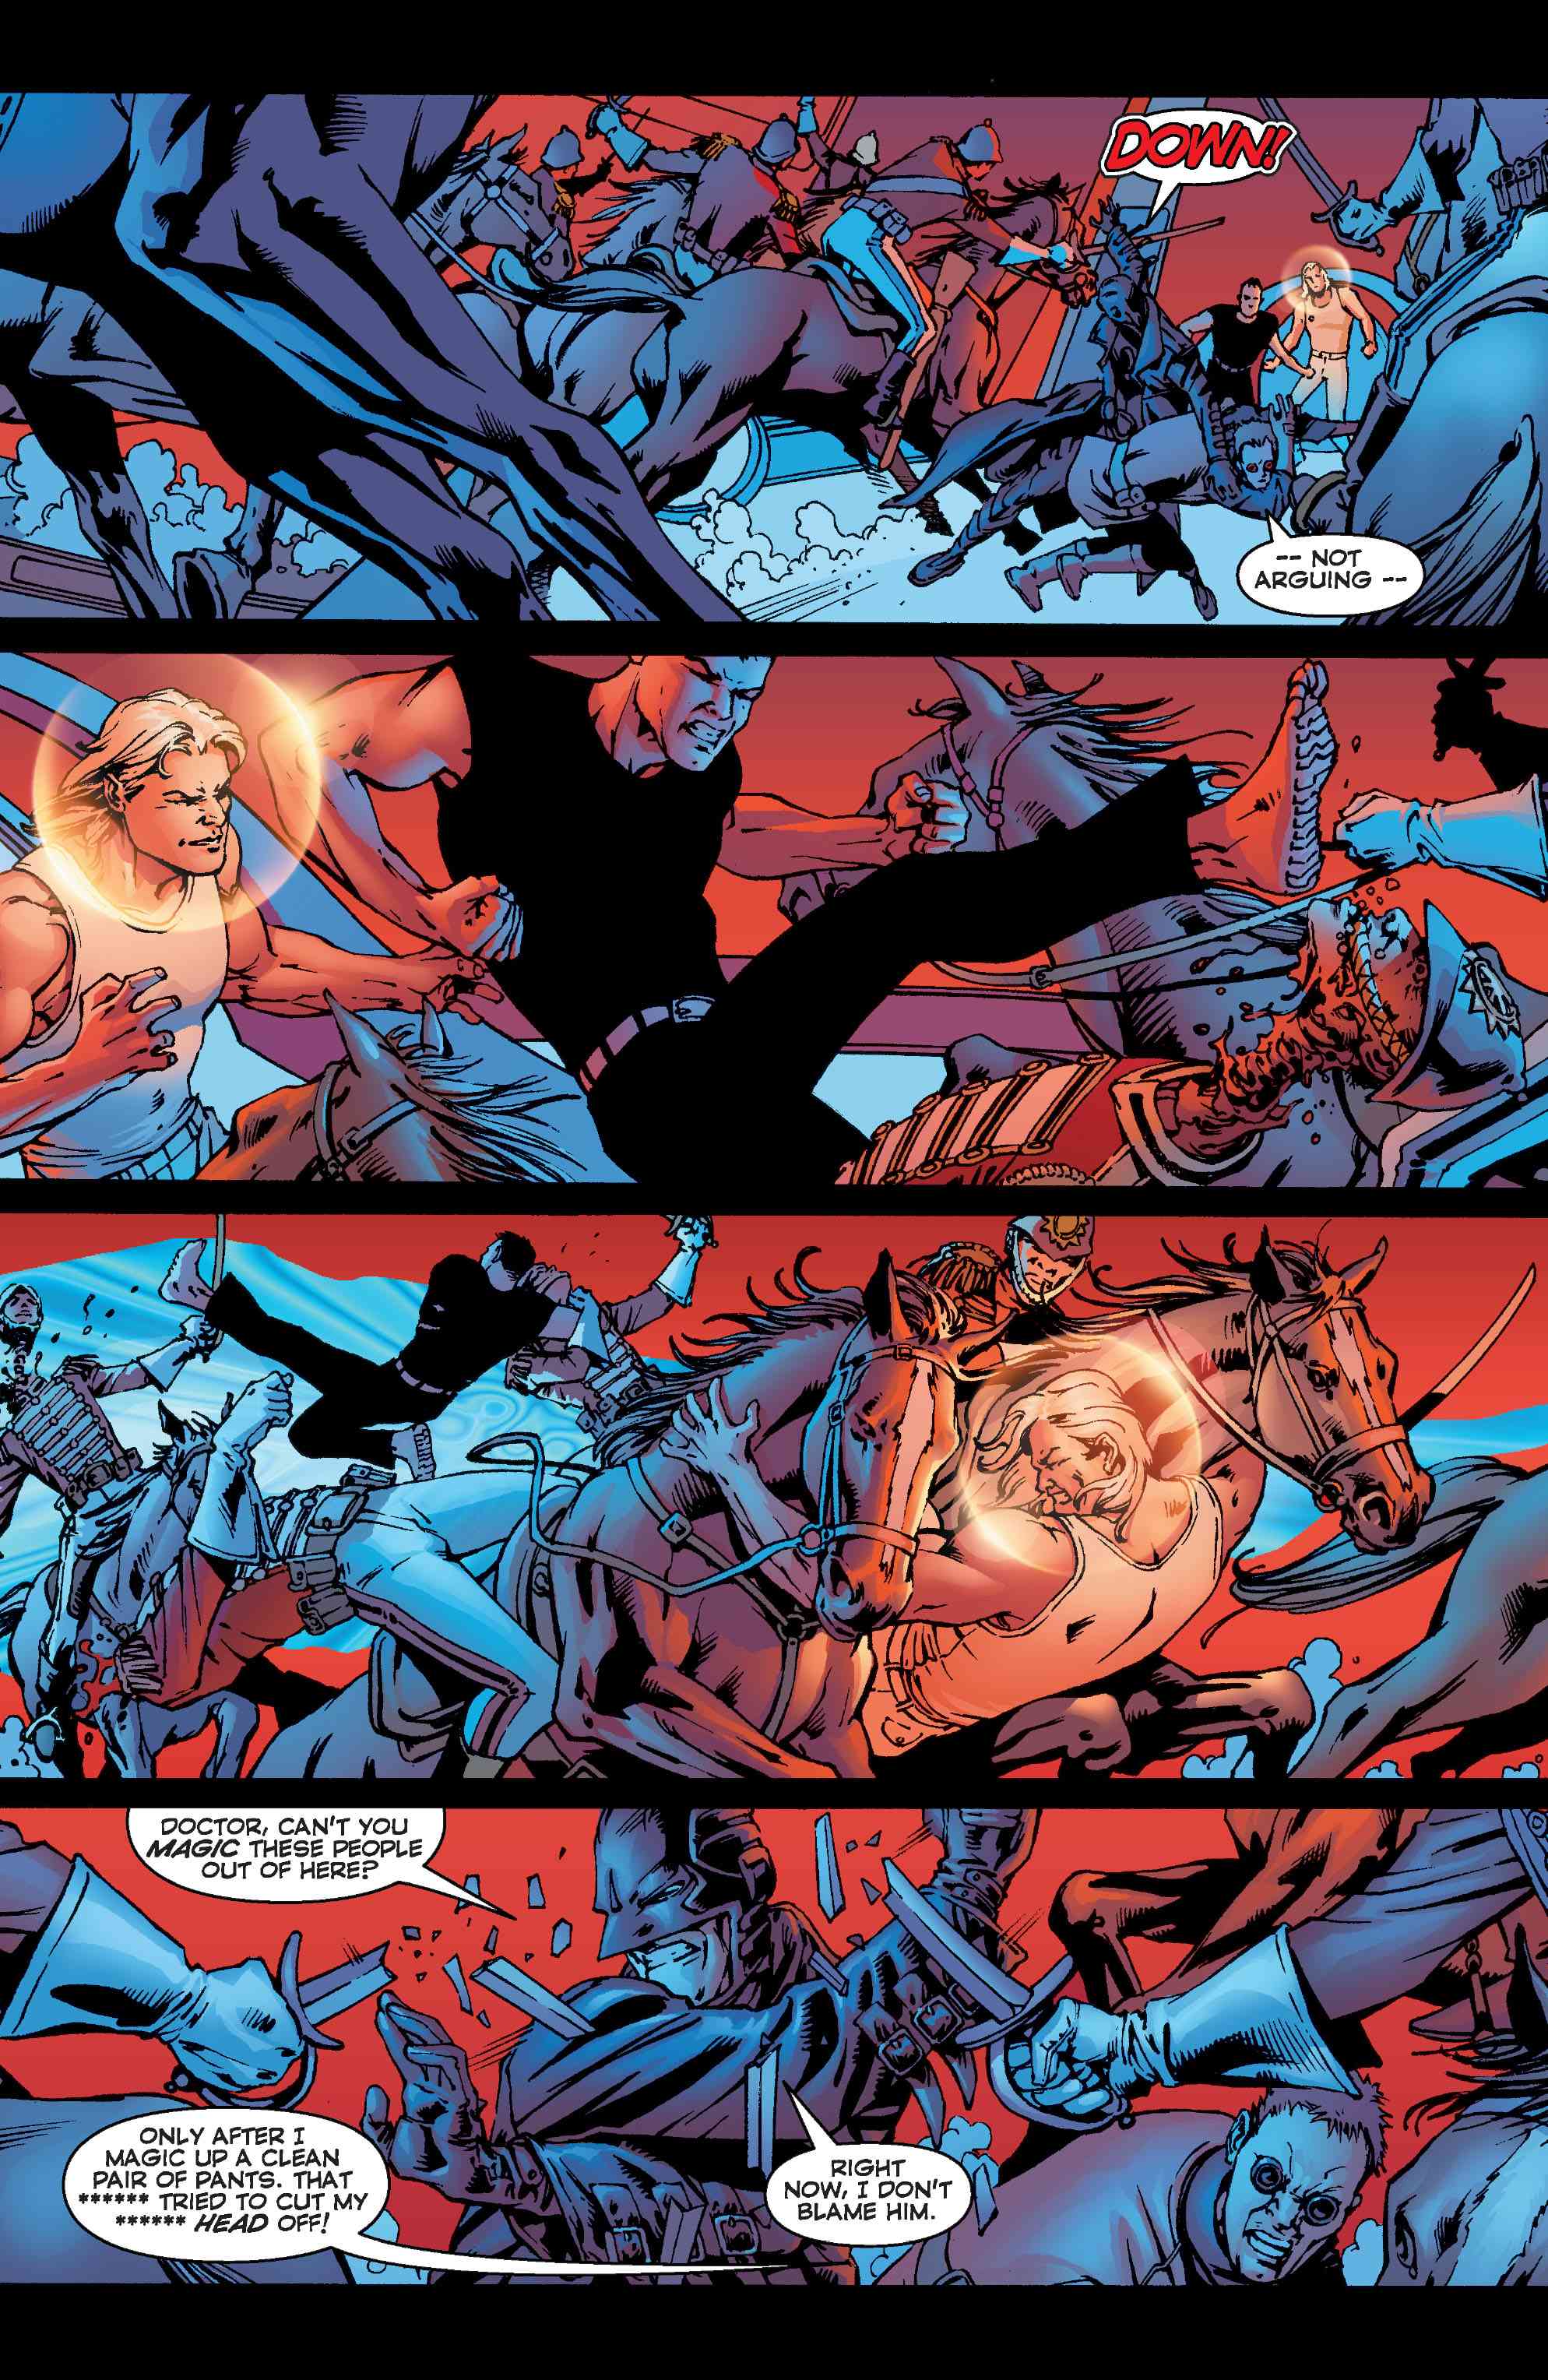 DOWN!
-- NOT
ARGUING --
DOCTOR, CAN'T YOU
MAGIC THESE PEOPLE
OUT OF HERE?
ONLY AFTER I
MAGIC UP A CLEAN
PAIR OF PANTS. THAT
****** TRIED TO CUT MY
****** HEAD OFF!
RIGHT
NOW, I DON'T
BLAME HIM.